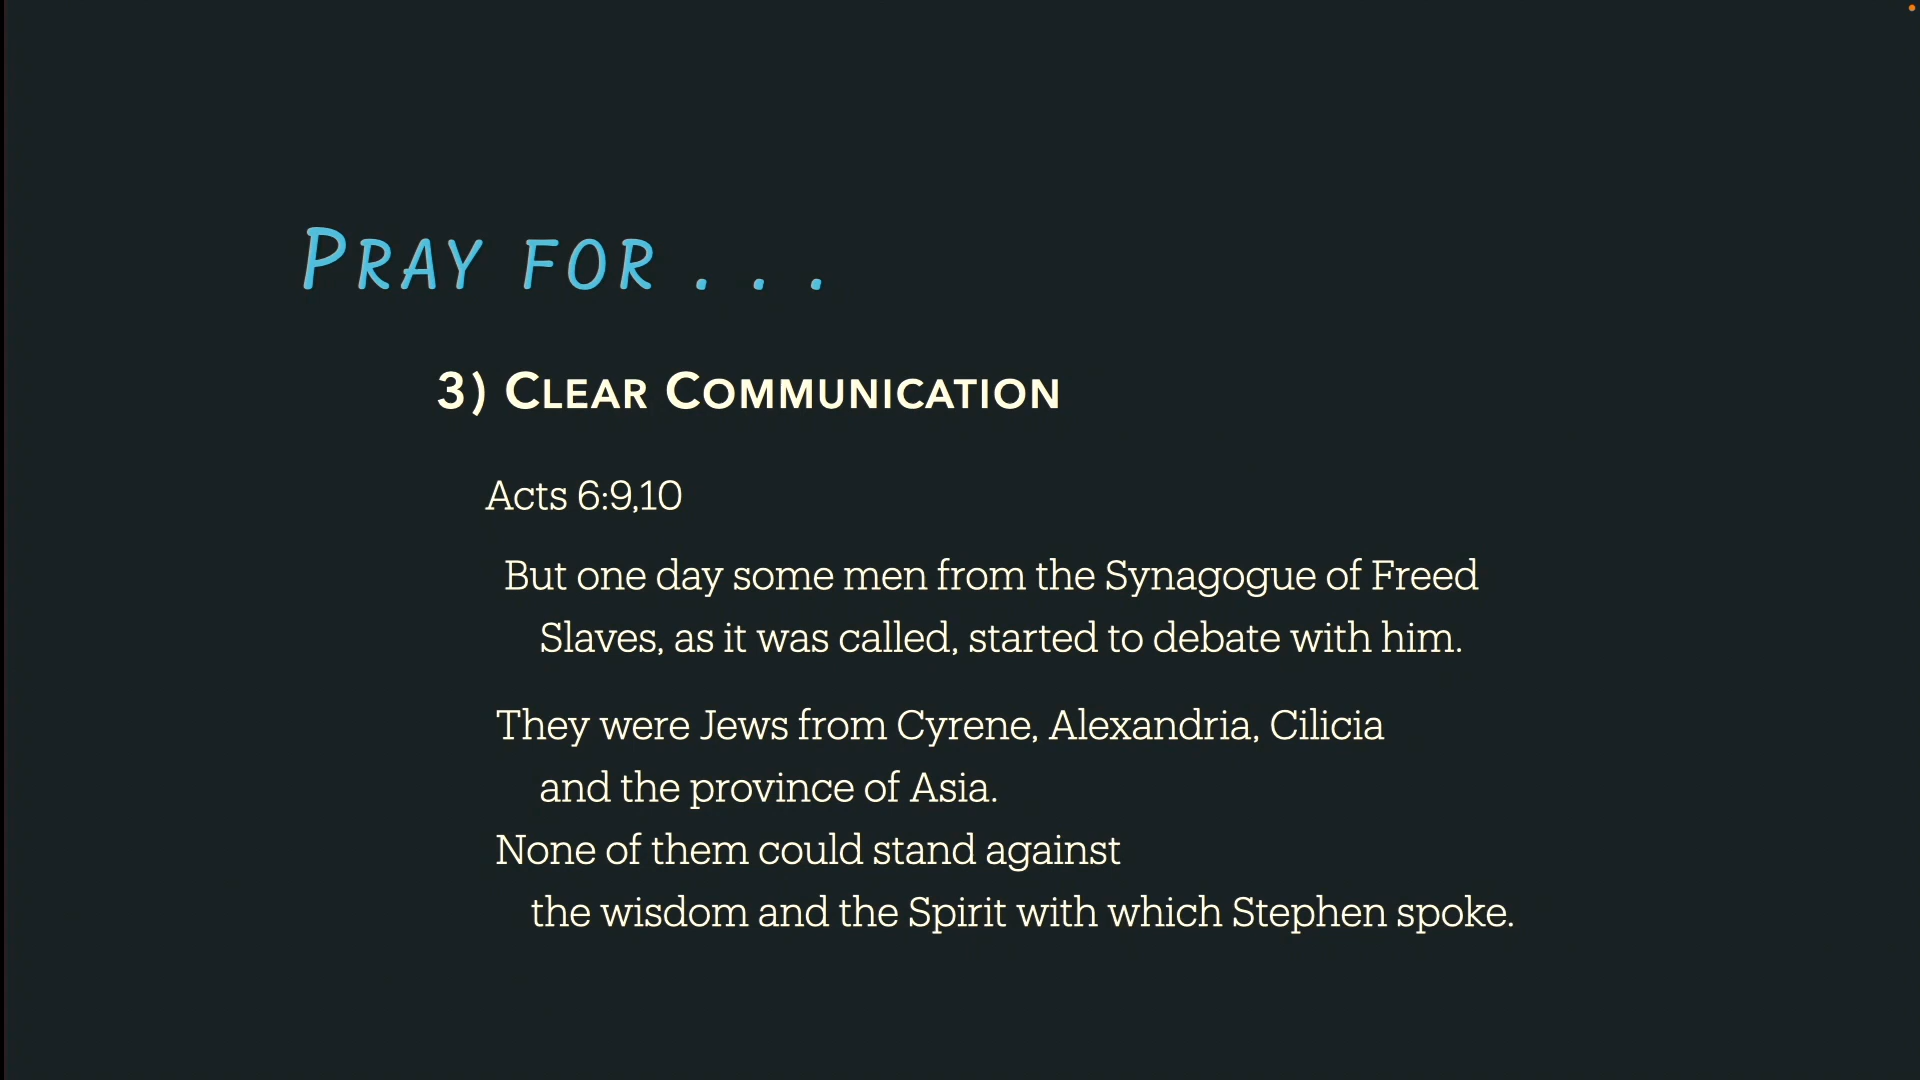 Pray for . . .
3) Clear Communication
Acts 6:9,10
But one day some men from the Synagogue of Freed
Slaves, as it was called, started to debate with him.
They were Jews from Cyrene, Alexandria, Cilicia
and the province of Asia.
None of them could stand against
the wisdom and the Spirit with which Stephen spoke.